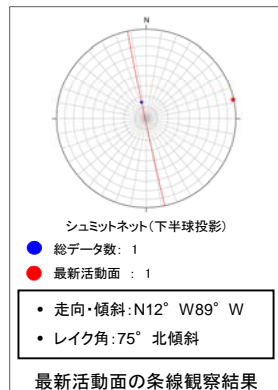 N
シュミットネット(下半球投影)
総データ数: 1
最新活動面 : 1
• 走向・傾斜:N12° W89° W
• レイク角:75° 北傾斜
最新活動面の条線観察結果